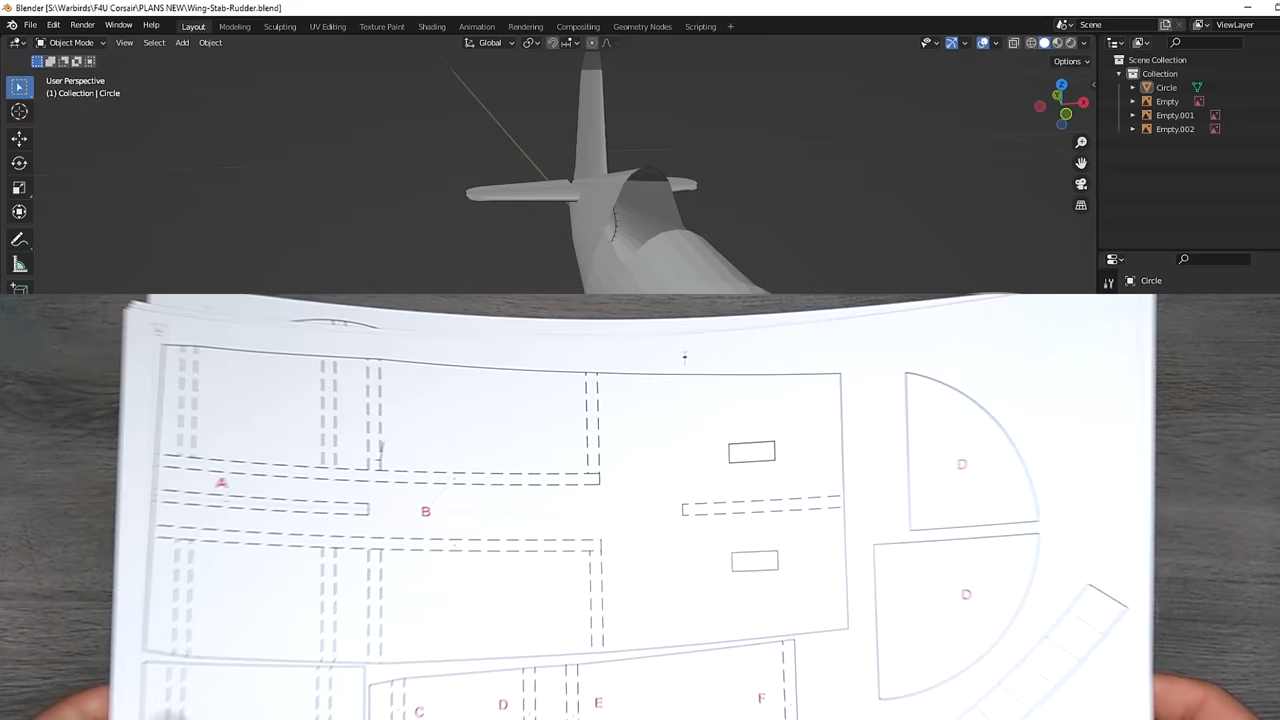 Blender [S:\Warbirds\F4U Corsair\PLANS NEW\Wing-Stab-Rudder.blend]
File Edit Render Window Help Layout Modeling Sculpting UV Editing Texture Paint Shading Animation Rendering Compositing Geometry Nodes Scripting + Scene ViewLayer
Object Mode View Select Add Object Global
Options
User Perspective
(1) Collection | Circle
Z
Y
X
Scene Collection
Collection
Circle
Empty
Empty.001
Empty.002
Circle
A
B
D
D
C
D
E
F